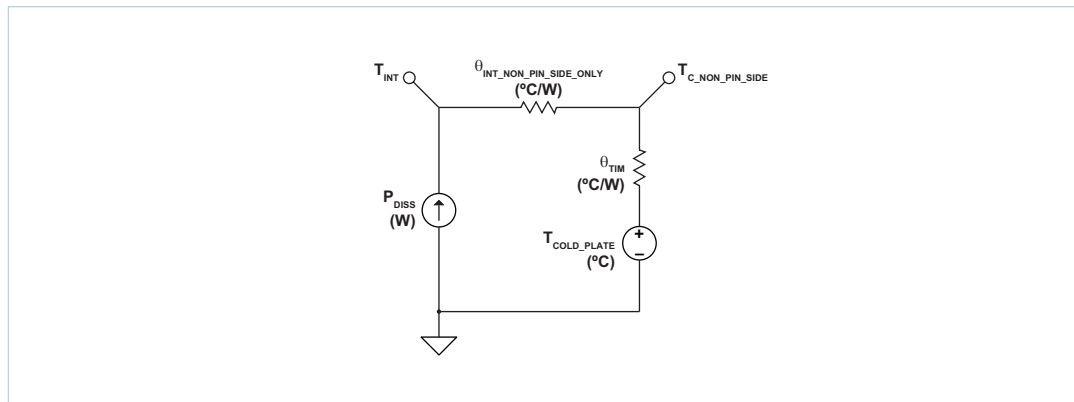 T_INT
θ_INT_NON_PIN_SIDE_ONLY
(ºC/W)
T_C_NON_PIN_SIDE
θ_TIM
(ºC/W)
P_DISS
(W)
T_COLD_PLATE
(ºC)
+
–